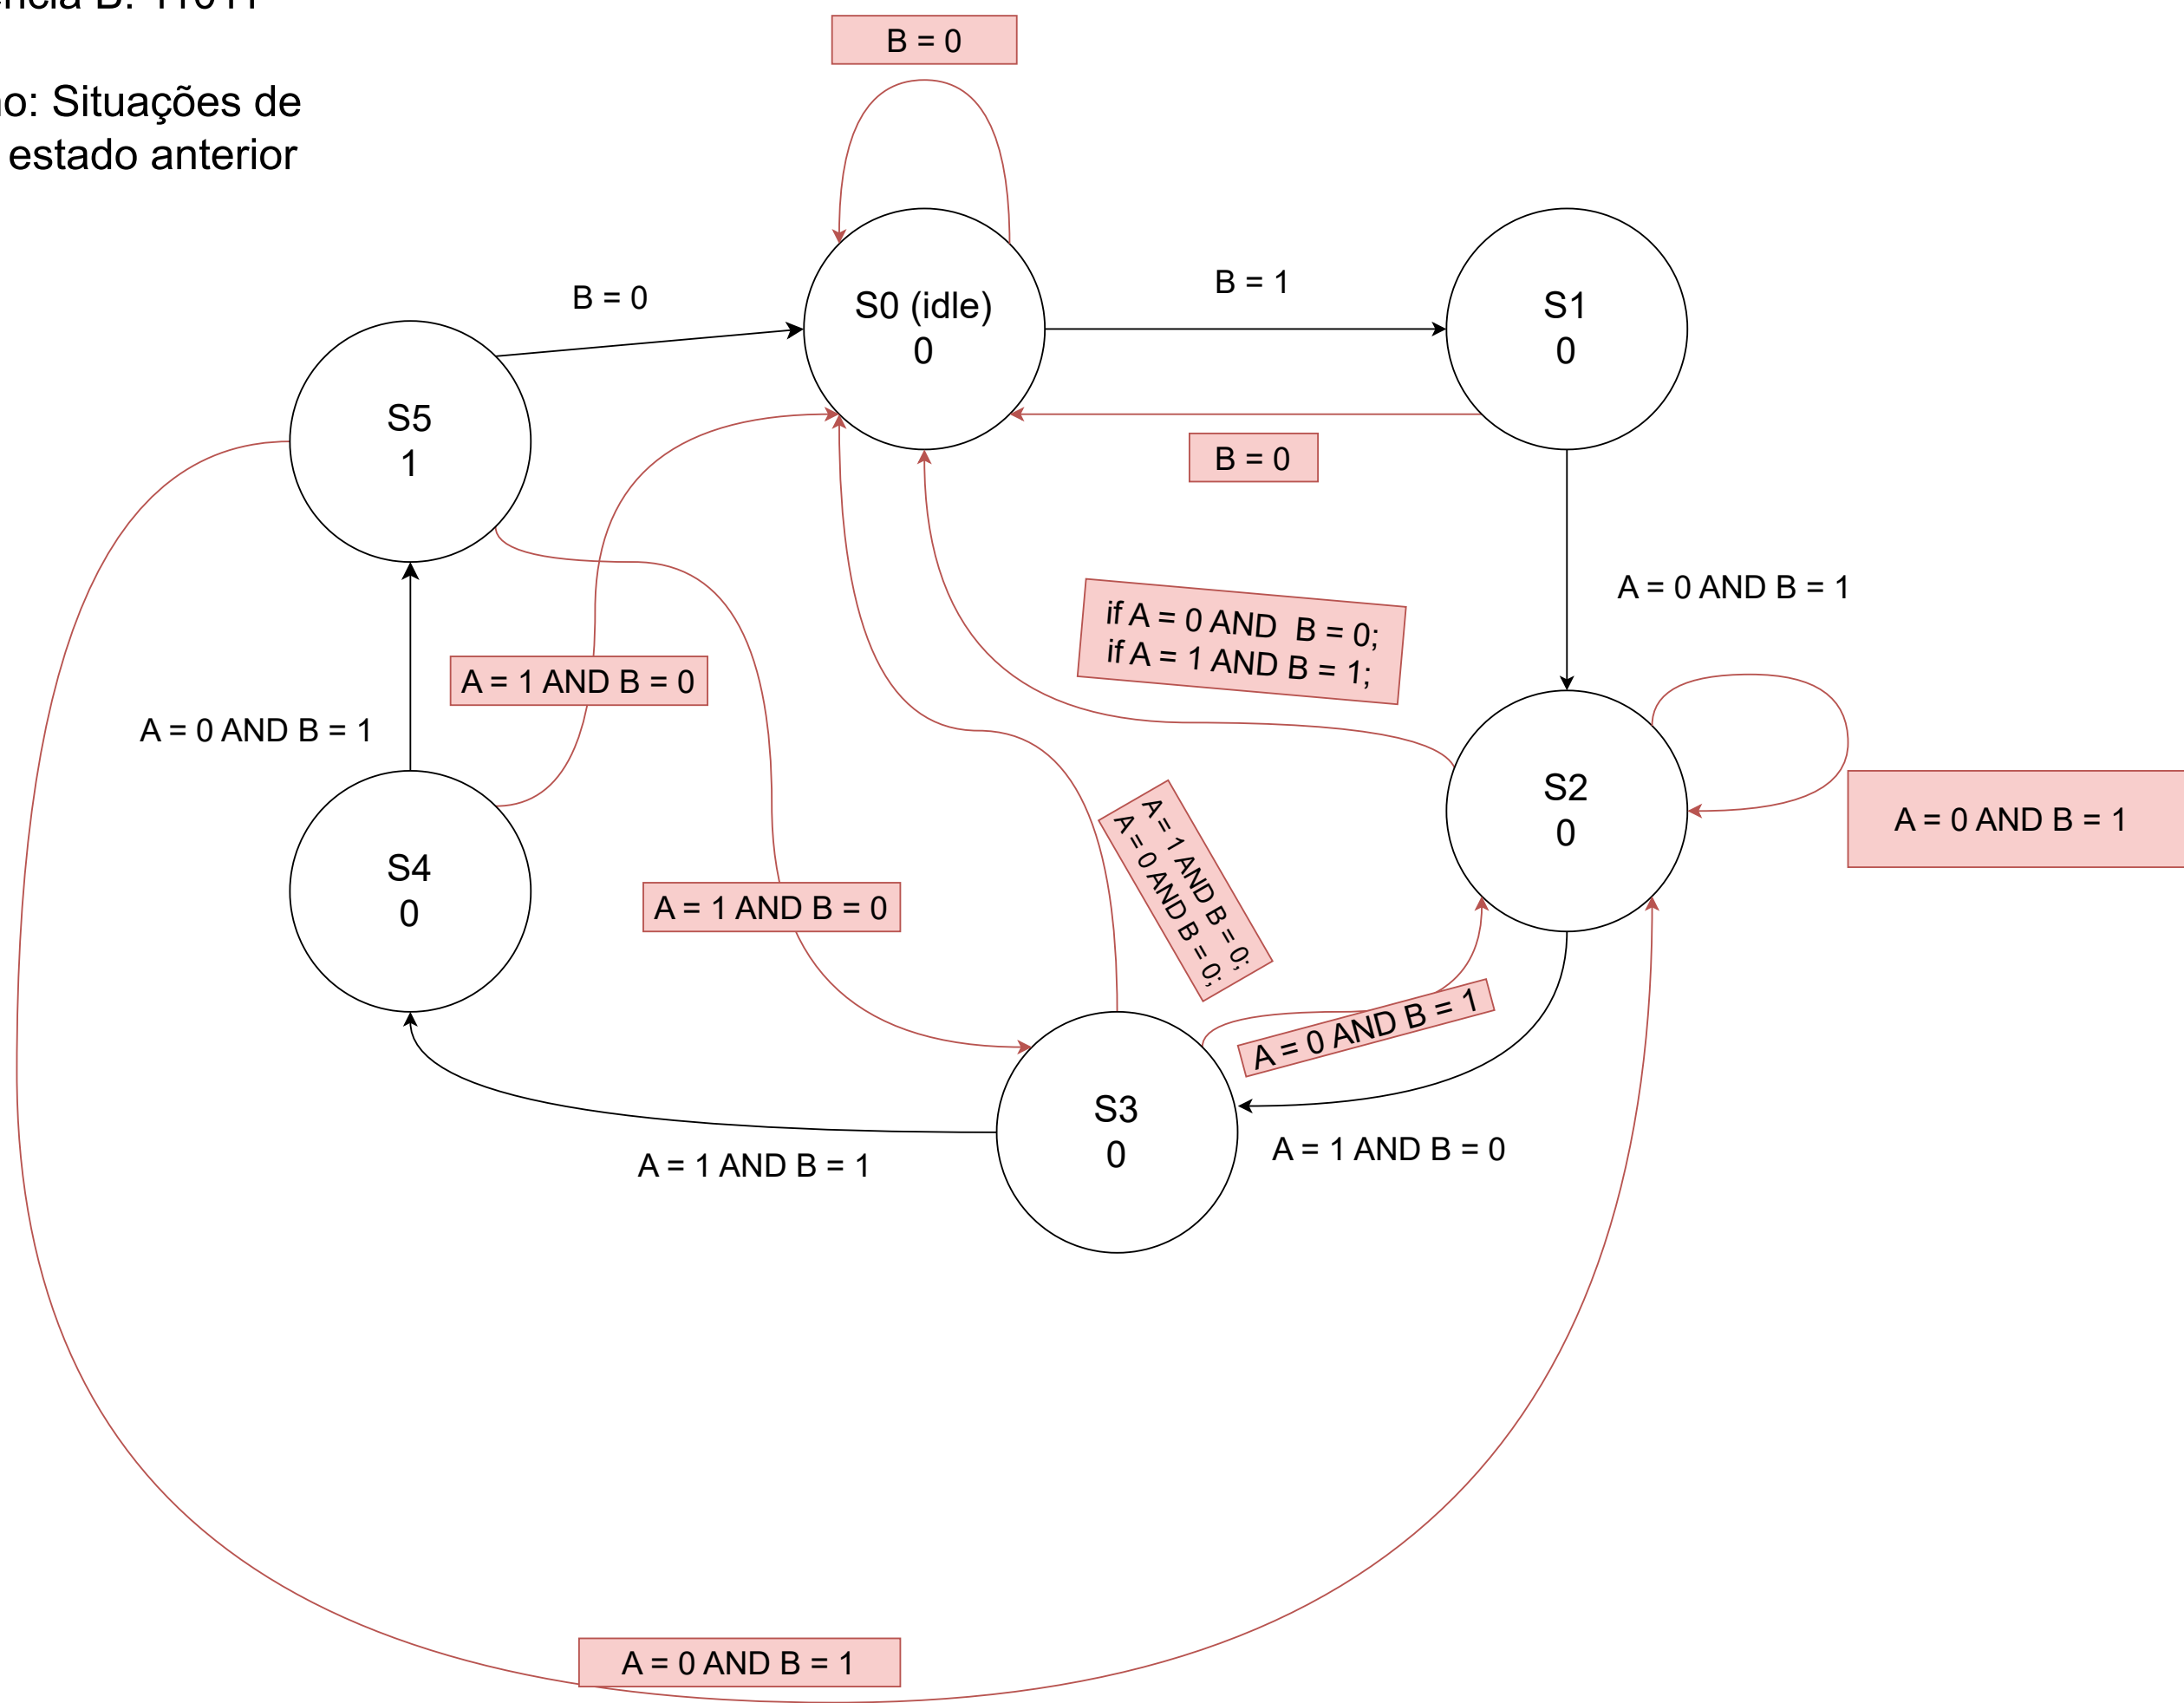 ência B: 11011
no: Situações de
estado anterior
B = 0
S0 (idle)
0
B = 1
S1
0
B = 0
S5
1
B = 0
A = 0 AND B = 1
if A = 0 AND  B = 0;
if A = 1 AND B = 1;
A = 1 AND B = 0
A = 0 AND B = 1
S2
0
A = 0 AND B = 1
S4
0
A = 1 AND B = 0
A = 1 AND B = 0;
A = 0 AND B = 0;
A = 0 AND B = 1
S3
0
A = 1 AND B = 0
A = 1 AND B = 1
A = 0 AND B = 1